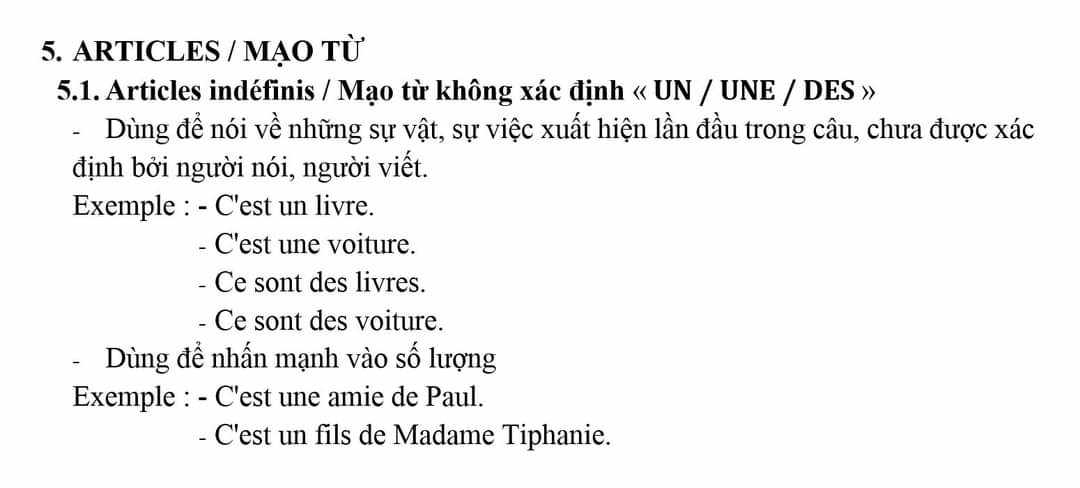 5. ARTICLES / MẠO TỪ
5.1. Articles indéfinis / Mạo từ không xác định « UN / UNE / DES »
- Dùng để nói về những sự vật, sự việc xuất hiện lần đầu trong câu, chưa được xác
định bởi người nói, người viết.
Exemple : - C'est un livre.
- C'est une voiture.
- Ce sont des livres.
- Ce sont des voiture.
- Dùng để nhấn mạnh vào số lượng
Exemple : - C'est une amie de Paul.
- C'est un fils de Madame Tiphanie.